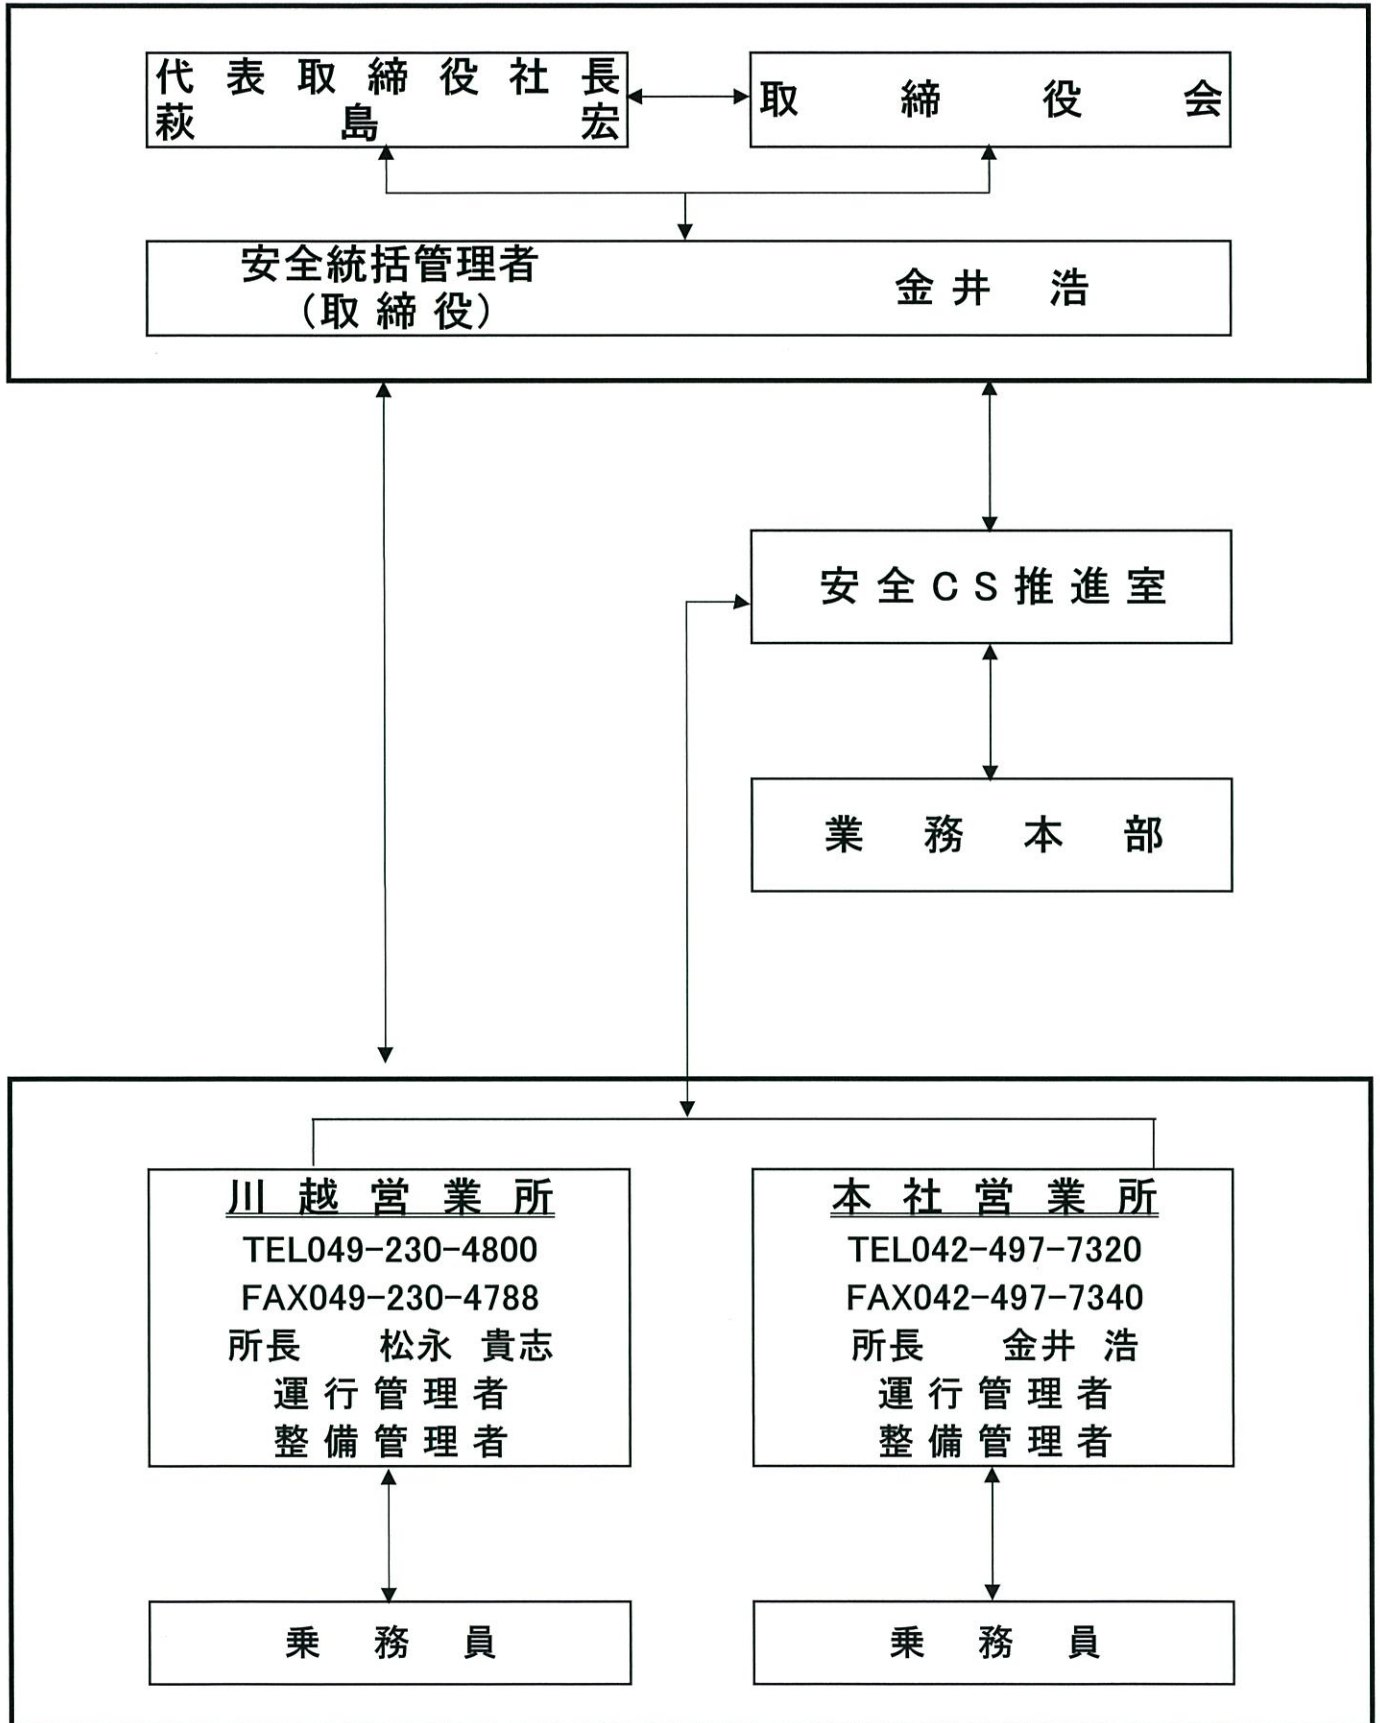 代表取締役社長
萩島宏
取締役会
安全統括管理者
（取締役）
金井　浩
安全CS推進室
業務本部
川越営業所
TEL049-230-4800
FAX049-230-4788
所長　松永　貴志
運行管理者
整備管理者
本社営業所
TEL042-497-7320
FAX042-497-7340
所長　金井　浩
運行管理者
整備管理者
乗務員
乗務員